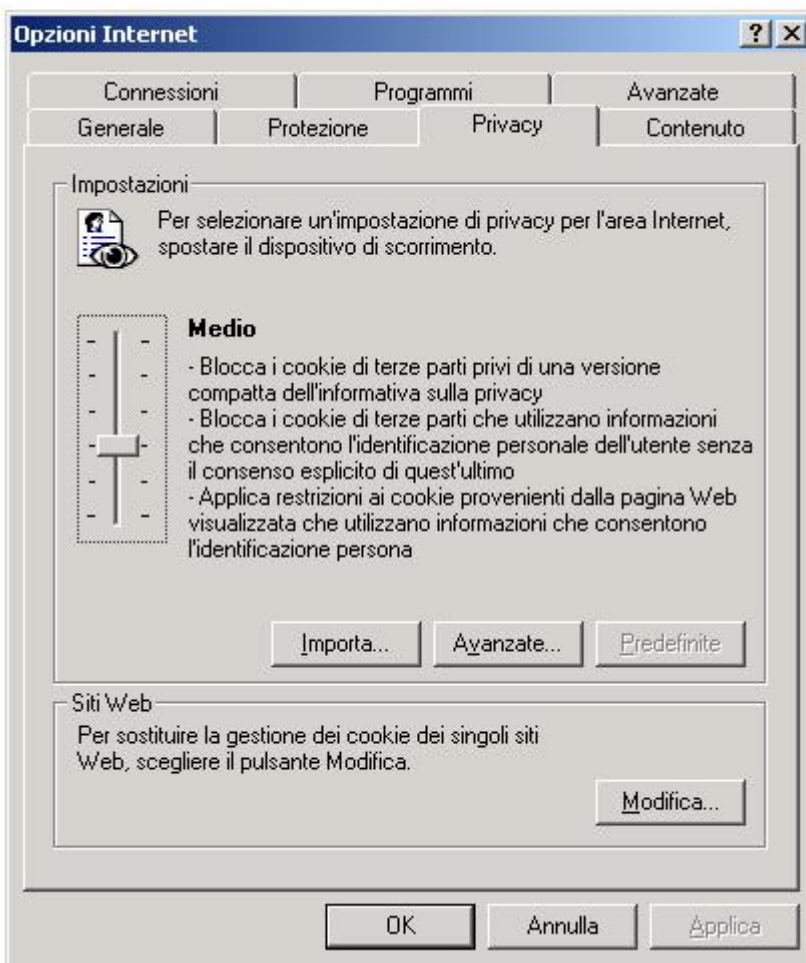 Opzioni Internet
Connessioni Programmi Avanzate
Generale Protezione Privacy Contenuto
Impostazioni
Per selezionare un'impostazione di privacy per l'area Internet,
spostare il dispositivo di scorrimento.
Medio
- Blocca i cookie di terze parti privi di una versione
compatta dell'informativa sulla privacy
- Blocca i cookie di terze parti che utilizzano informazioni
che consentono l'identificazione personale dell'utente senza
il consenso esplicito di quest'ultimo
- Applica restrizioni ai cookie provenienti dalla pagina Web
visualizzata che utilizzano informazioni che consentono
l'identificazione persona
Importa... Avanzate... Predefinite
Siti Web
Per sostituire la gestione dei cookie dei singoli siti
Web, scegliere il pulsante Modifica.
Modifica...
OK Annulla Applica